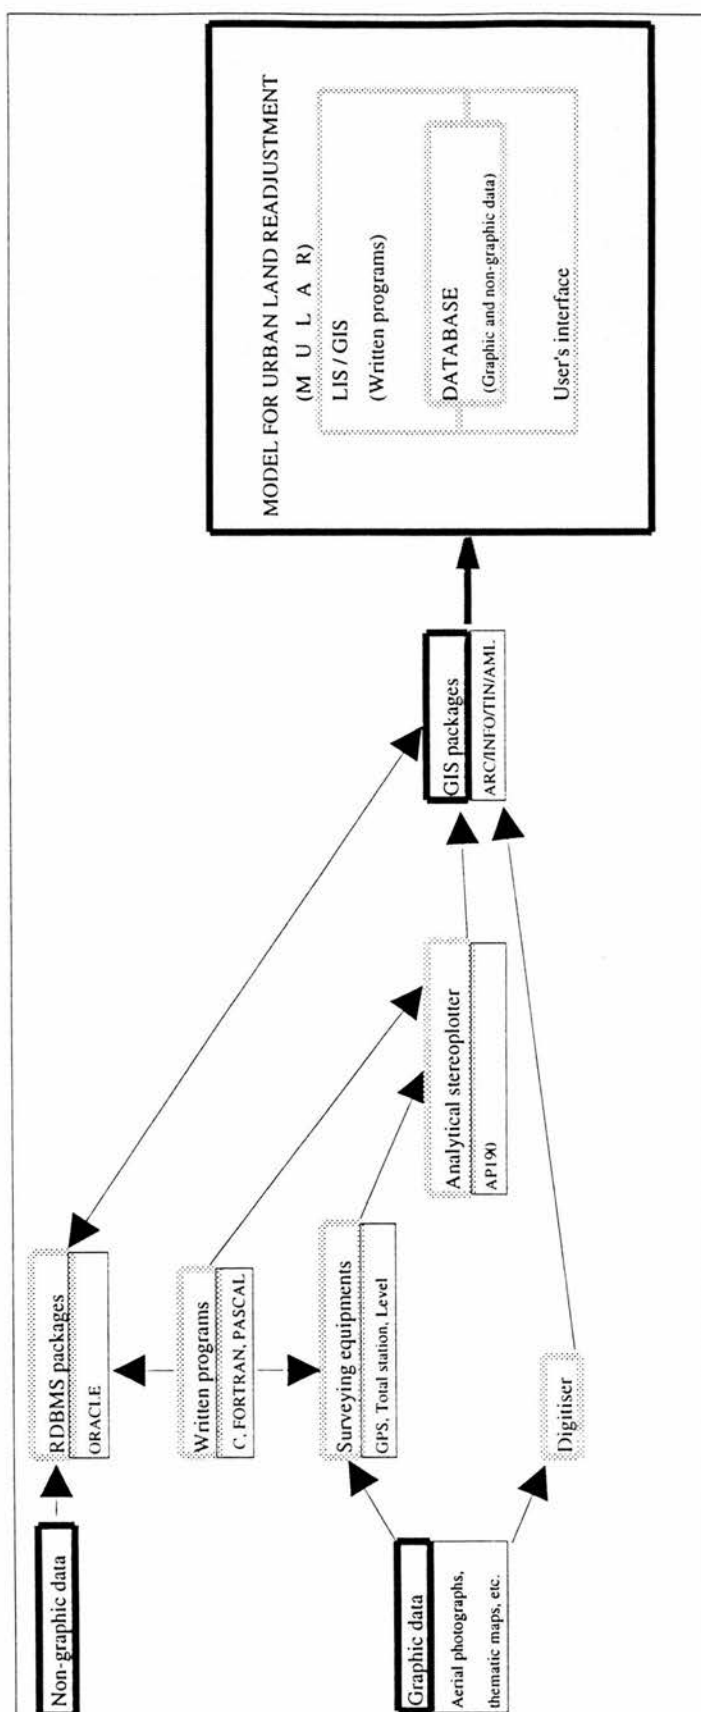 Non-graphic data
RDBMS packages
ORACLE
Written programs
C, FORTRAN, PASCAL
Surveying equipments
GPS, Total station, Level
Graphic data
Aerial photographs,
thematic maps, etc.
Digitiser
Analytical stereoplotter
AP190
GIS packages
ARC/INFO/TIN/AML
MODEL FOR URBAN LAND READJUSTMENT
(M U L A R)
LIS / GIS
(Written programs)
DATABASE
(Graphic and non-graphic data)
User's interface